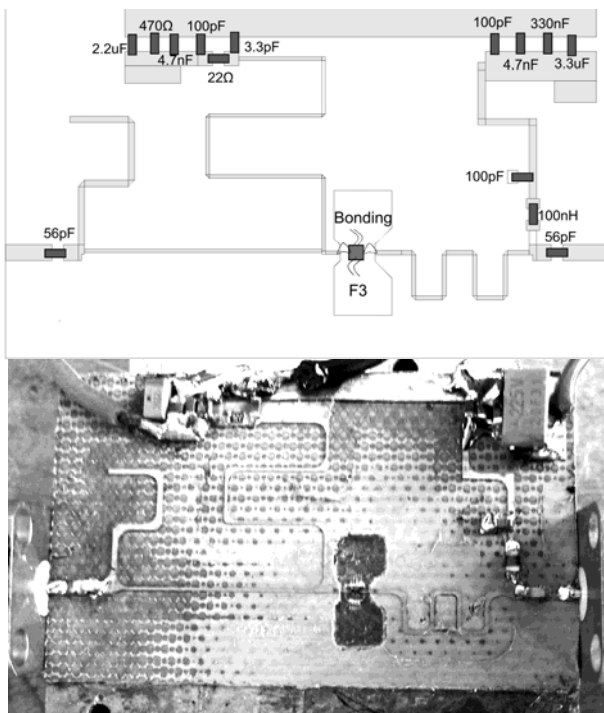 470Ω 100pF
2.2uF
4.7nF
3.3pF
22Ω
100pF 330nF
4.7nF
3.3uF
100pF
100nH
56pF
56pF
Bonding
F3